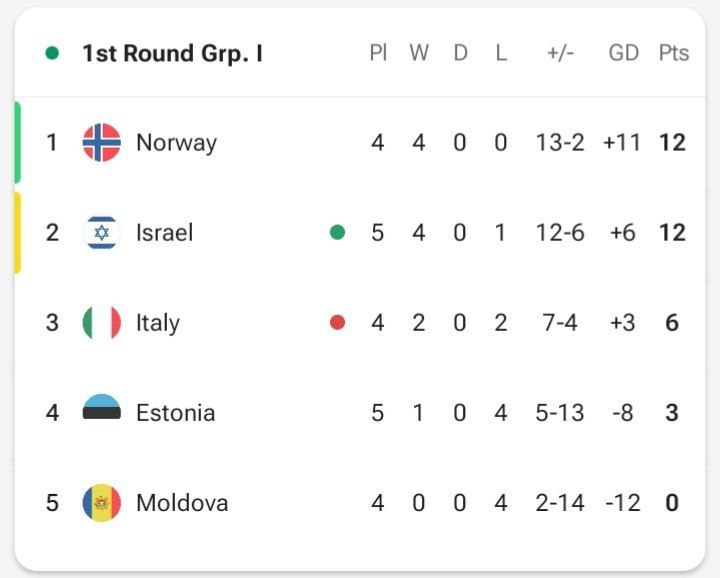 1st Round Grp. I Pl W D L +/- GD Pts
1 Norway 4 4 0 0 13-2 +11 12
2 Israel 5 4 0 1 12-6 +6 12
3 Italy 4 2 0 2 7-4 +3 6
4 Estonia 5 1 0 4 5-13 -8 3
5 Moldova 4 0 0 4 2-14 -12 0